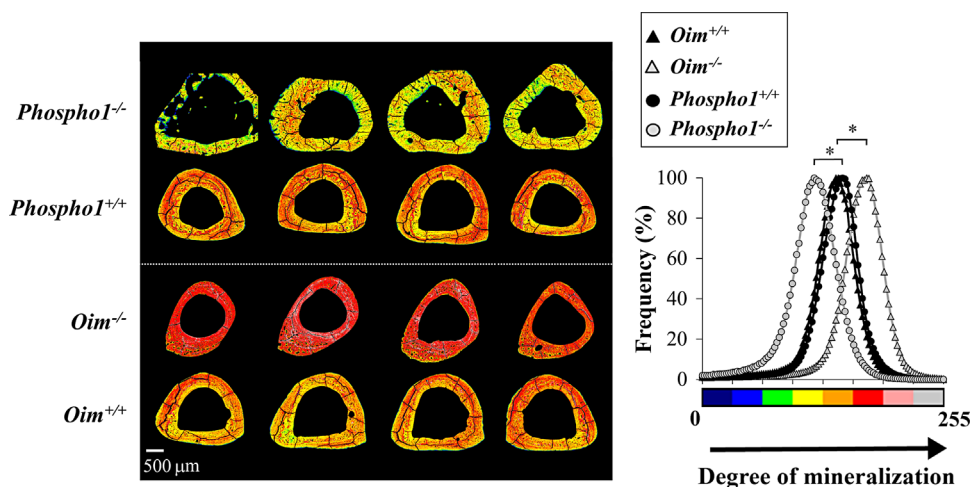 Phospho1-/-
Phospho1+/+
Oim-/-
Oim+/+
500 μm
Oim+/+
Oim-/-
Phospho1+/+
Phospho1-/-
*
*
Frequency (%)
100
80
60
40
20
0
0
255
Degree of mineralization